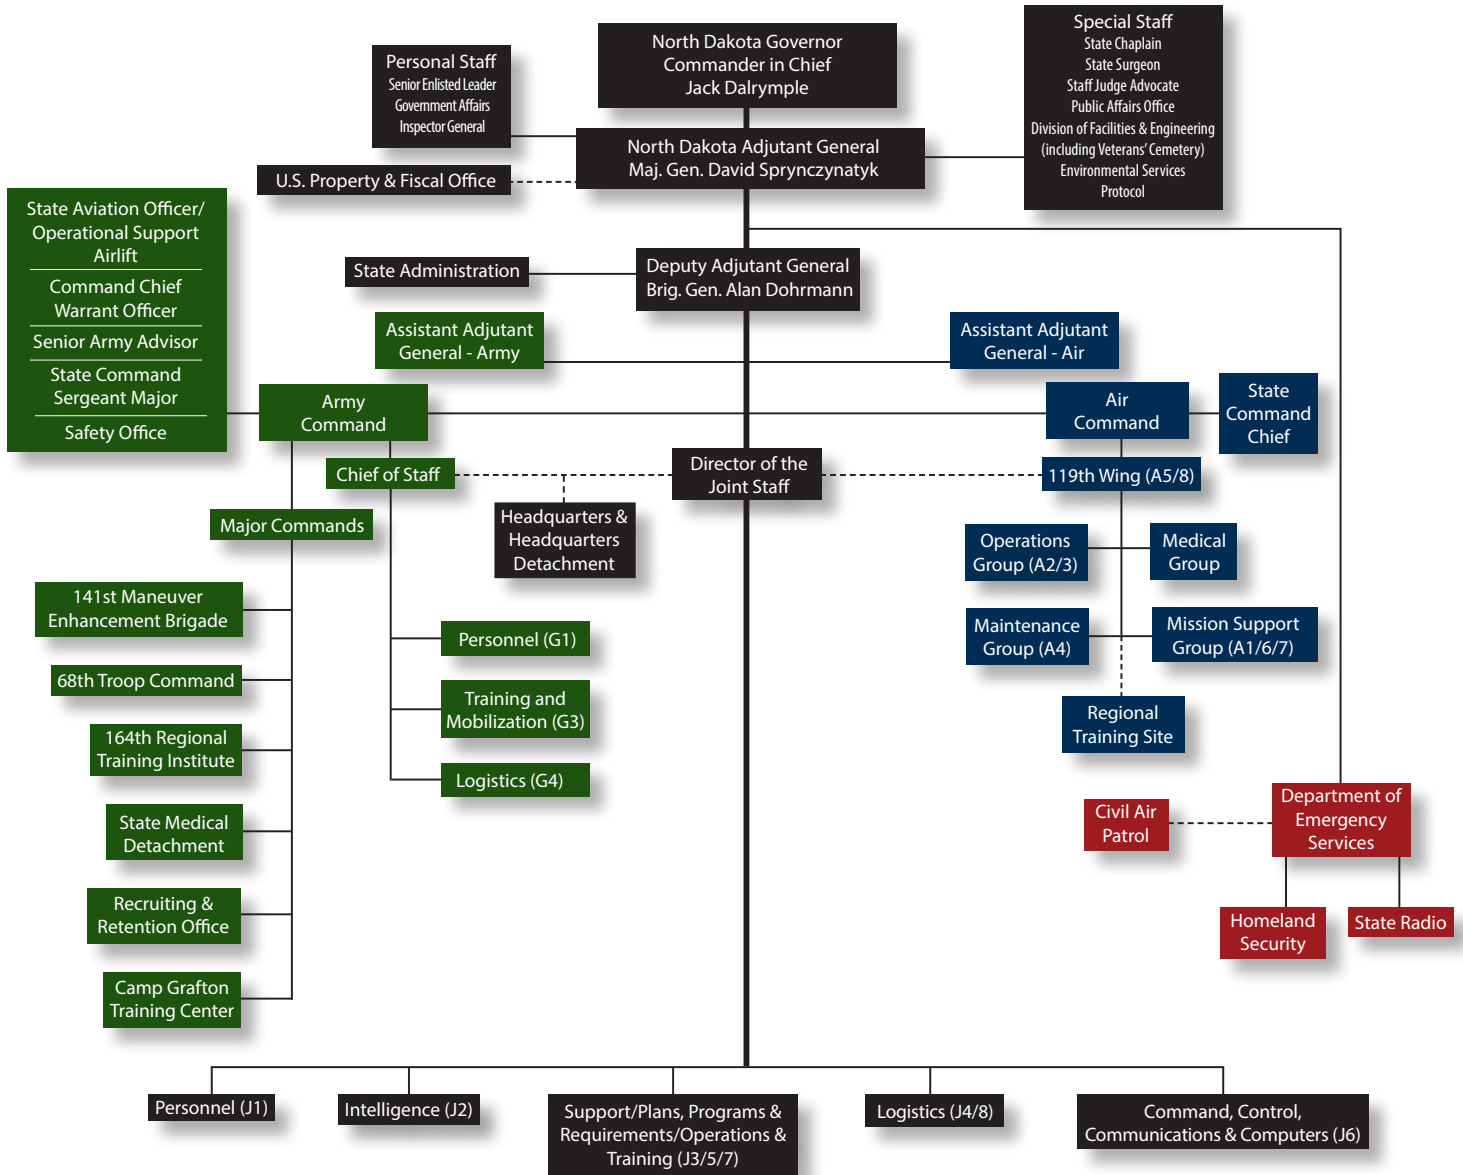 North Dakota Governor
Commander in Chief
Jack Dalrymple
Personal Staff
Senior Enlisted Leader
Government Affairs
Inspector General
Special Staff
State Chaplain
State Surgeon
Staff Judge Advocate
Public Affairs Office
Division of Facilities & Engineering
(including Veterans' Cemetery)
Environmental Services
Protocol
North Dakota Adjutant General
Maj. Gen. David Sprynczynatyk
U.S. Property & Fiscal Office
State Aviation Officer/
Operational Support
Airlift
Command Chief
Warrant Officer
Senior Army Advisor
State Command
Sergeant Major
Safety Office
State Administration
Deputy Adjutant General
Brig. Gen. Alan Dohrmann
Assistant Adjutant
General - Army
Assistant Adjutant
General - Air
Army
Command
Air
Command
State
Command
Chief
Chief of Staff
Director of the
Joint Staff
119th Wing (A5/8)
Headquarters &
Headquarters
Detachment
Major Commands
Operations
Group (A2/3)
Medical
Group
141st Maneuver
Enhancement Brigade
Personnel (G1)
Maintenance
Group (A4)
Mission Support
Group (A1/6/7)
68th Troop Command
Training and
Mobilization (G3)
Regional
Training Site
164th Regional
Training Institute
Logistics (G4)
State Medical
Detachment
Civil Air
Patrol
Department of
Emergency
Services
Recruiting &
Retention Office
Homeland
Security
State Radio
Camp Grafton
Training Center
Personnel (J1)
Intelligence (J2)
Support/Plans, Programs &
Requirements/Operations &
Training (J3/5/7)
Logistics (J4/8)
Command, Control,
Communications & Computers (J6)